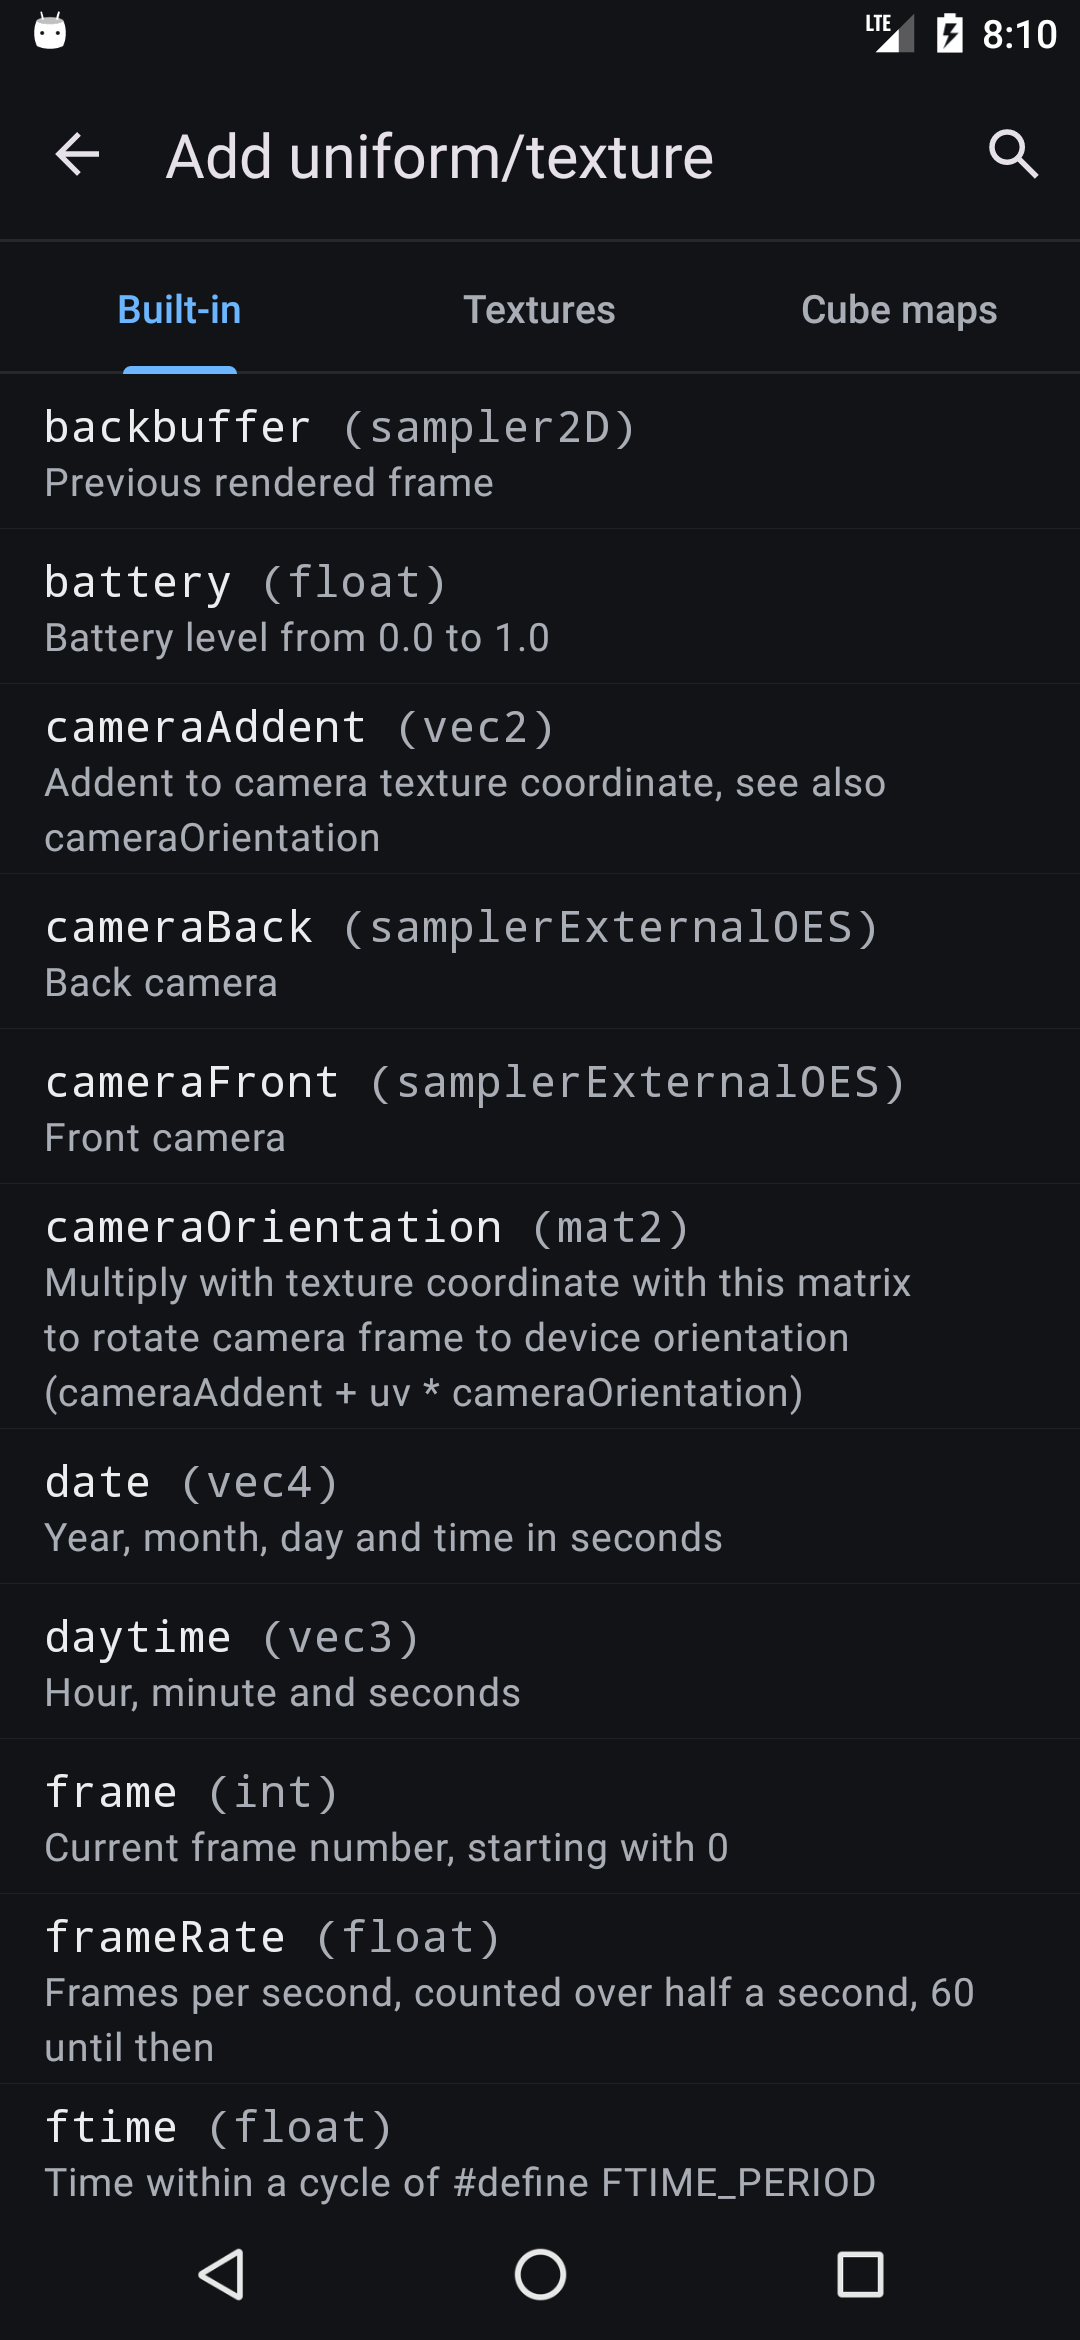 LTE 8:10
Add uniform/texture
Built-in Textures Cube maps
backbuffer (sampler2D)
Previous rendered frame
battery (float)
Battery level from 0.0 to 1.0
cameraAddent (vec2)
Addent to camera texture coordinate, see also
cameraOrientation
cameraBack (samplerExternalOES)
Back camera
cameraFront (samplerExternalOES)
Front camera
cameraOrientation (mat2)
Multiply with texture coordinate with this matrix
to rotate camera frame to device orientation
(cameraAddent + uv * cameraOrientation)
date (vec4)
Year, month, day and time in seconds
daytime (vec3)
Hour, minute and seconds
frame (int)
Current frame number, starting with 0
frameRate (float)
Frames per second, counted over half a second, 60
until then
ftime (float)
Time within a cycle of #define FTIME_PERIOD